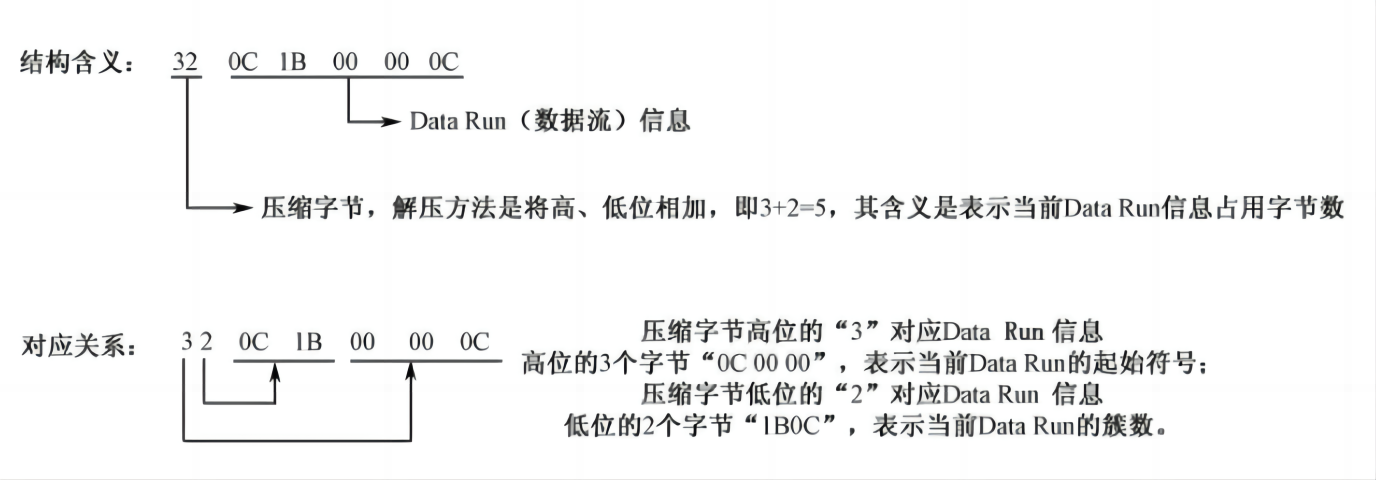 结构含义： 32 0C 1B 00 00 0C
Data Run（数据流）信息
压缩字节，解压方法是将高、低位相加，即3+2=5，其含义是表示当前Data Run信息占用字节数
对应关系： 3 2 0C 1B 00 00 0C
压缩字节高位的“3”对应Data Run 信息
高位的3个字节“0C 00 00”，表示当前Data Run的起始符号；
压缩字节低位的“2”对应Data Run 信息
低位的2个字节“1B0C”，表示当前Data Run的簇数。